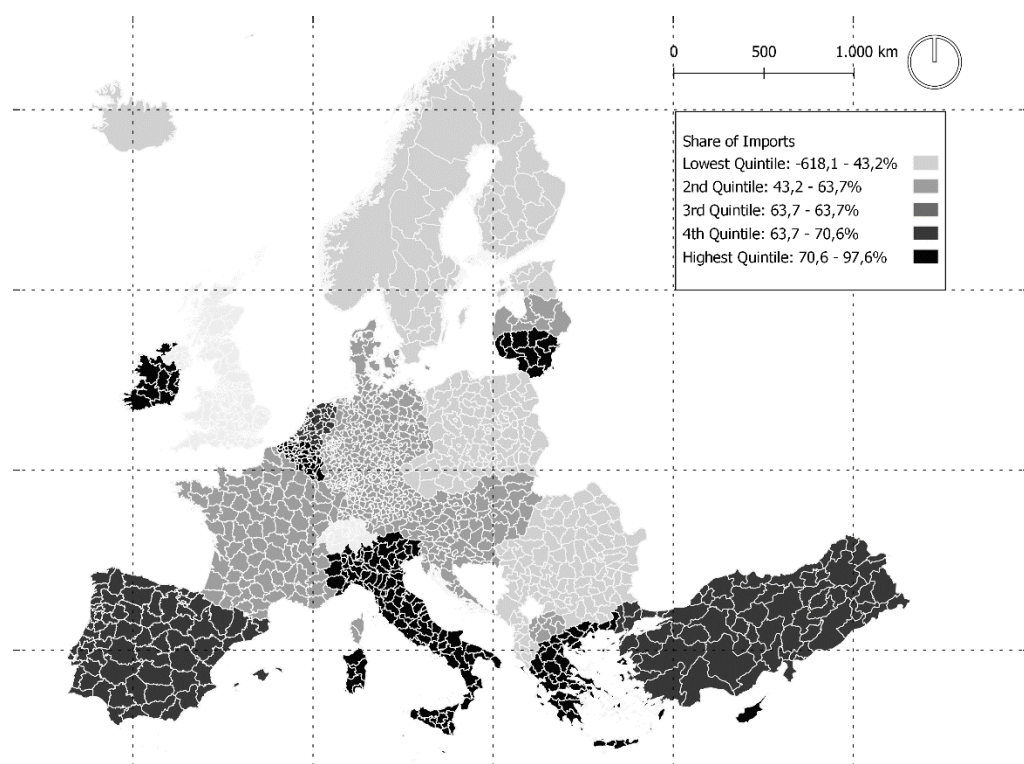 0 500 1.000 km
Share of Imports
Lowest Quintile: -618,1 - 43,2%
2nd Quintile: 43,2 - 63,7%
3rd Quintile: 63,7 - 63,7%
4th Quintile: 63,7 - 70,6%
Highest Quintile: 70,6 - 97,6%